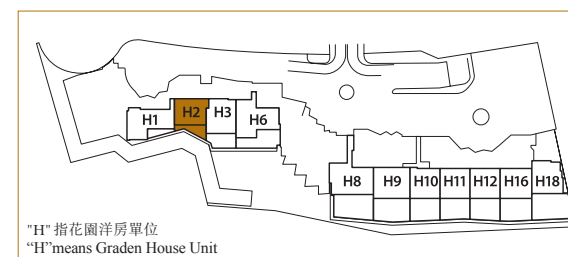 H1 H2 H3 H6
H8 H9 H10 H11 H12 H16 H18
"H" 指花園洋房單位
“H”means Graden House Unit